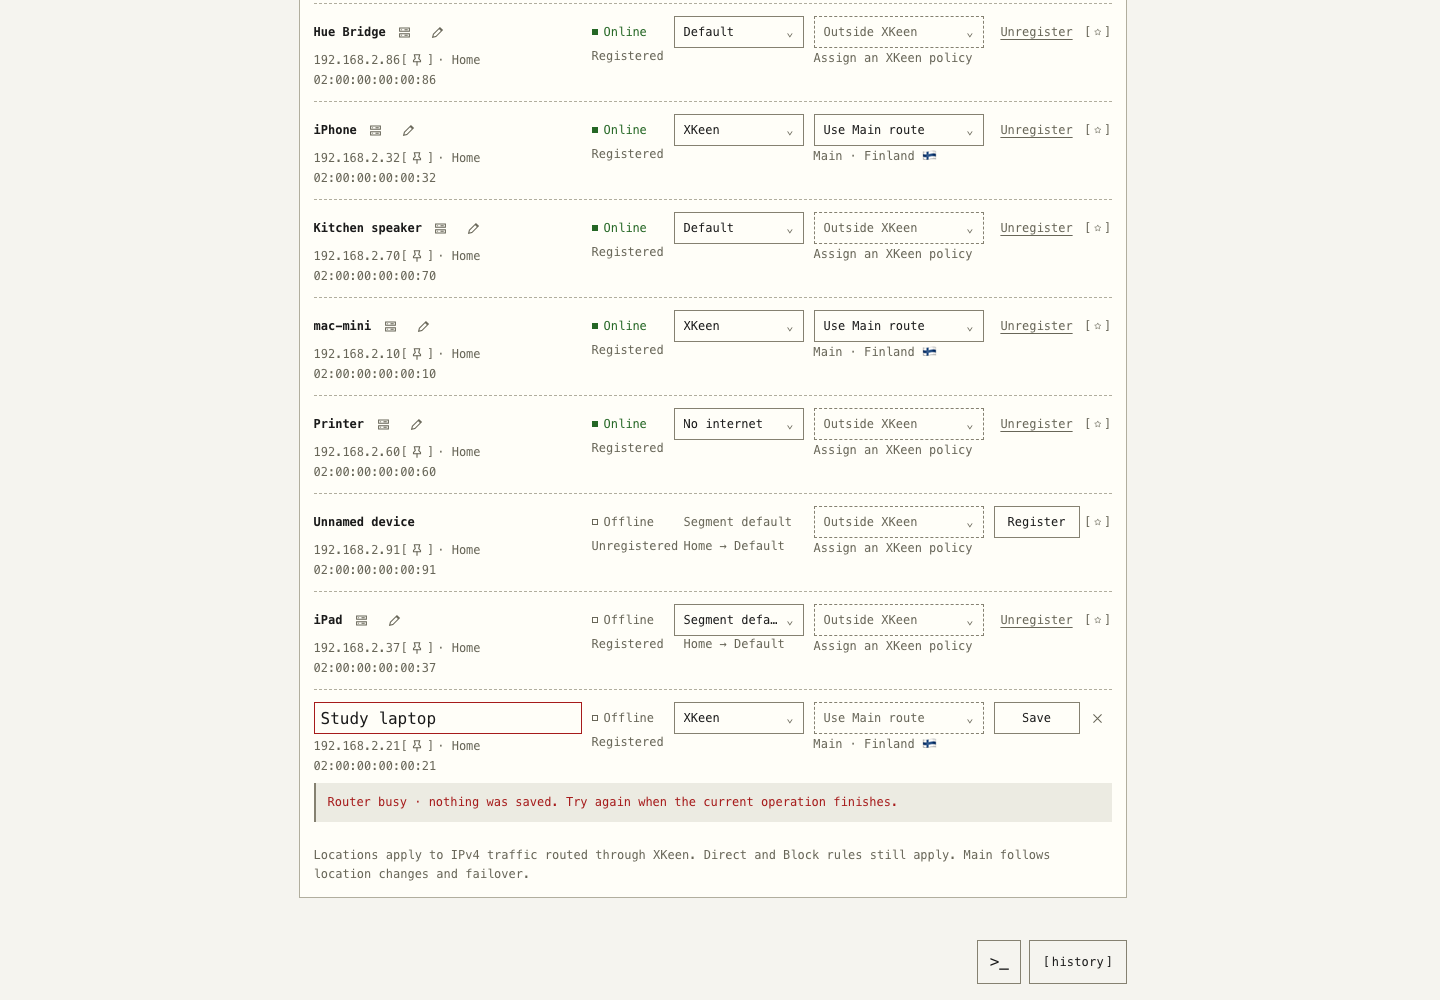 Hue Bridge Online Default Outside XKeen Unregister [☆]
192.168.2.86[ ] · Home Registered Assign an XKeen policy
02:00:00:00:00:86
iPhone Online XKeen Use Main route Unregister [☆]
192.168.2.32[ ] · Home Registered Main · Finland 🇫🇮
02:00:00:00:00:32
Kitchen speaker Online Default Outside XKeen Unregister [☆]
192.168.2.70[ ] · Home Registered Assign an XKeen policy
02:00:00:00:00:70
mac-mini Online XKeen Use Main route Unregister [☆]
192.168.2.10[ ] · Home Registered Main · Finland 🇫🇮
02:00:00:00:00:10
Printer Online No internet Outside XKeen Unregister [☆]
192.168.2.60[ ] · Home Registered Assign an XKeen policy
02:00:00:00:00:60
Unnamed device Offline Segment default Outside XKeen Register [☆]
192.168.2.91[ ] · Home Unregistered Home → Default Assign an XKeen policy
02:00:00:00:00:91
iPad Offline Segment defa… Outside XKeen Unregister [☆]
192.168.2.37[ ] · Home Registered Home → Default Assign an XKeen policy
02:00:00:00:00:37
Study laptop Offline XKeen Use Main route Save ×
192.168.2.21[ ] · Home Registered Main · Finland 🇫🇮
02:00:00:00:00:21
Router busy · nothing was saved. Try again when the current operation finishes.
Locations apply to IPv4 traffic routed through XKeen. Direct and Block rules still apply. Main follows
location changes and failover.
>_ [history]